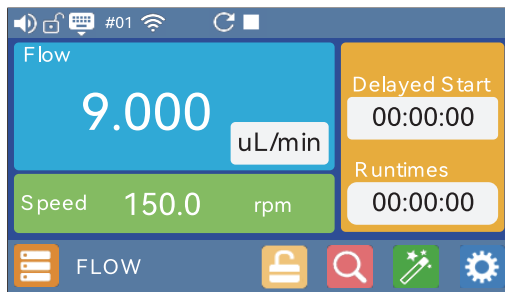 #01
Flow
9.000
uL/min
Speed 150.0 rpm
Delayed Start
00:00:00
Runtimes
00:00:00
FLOW